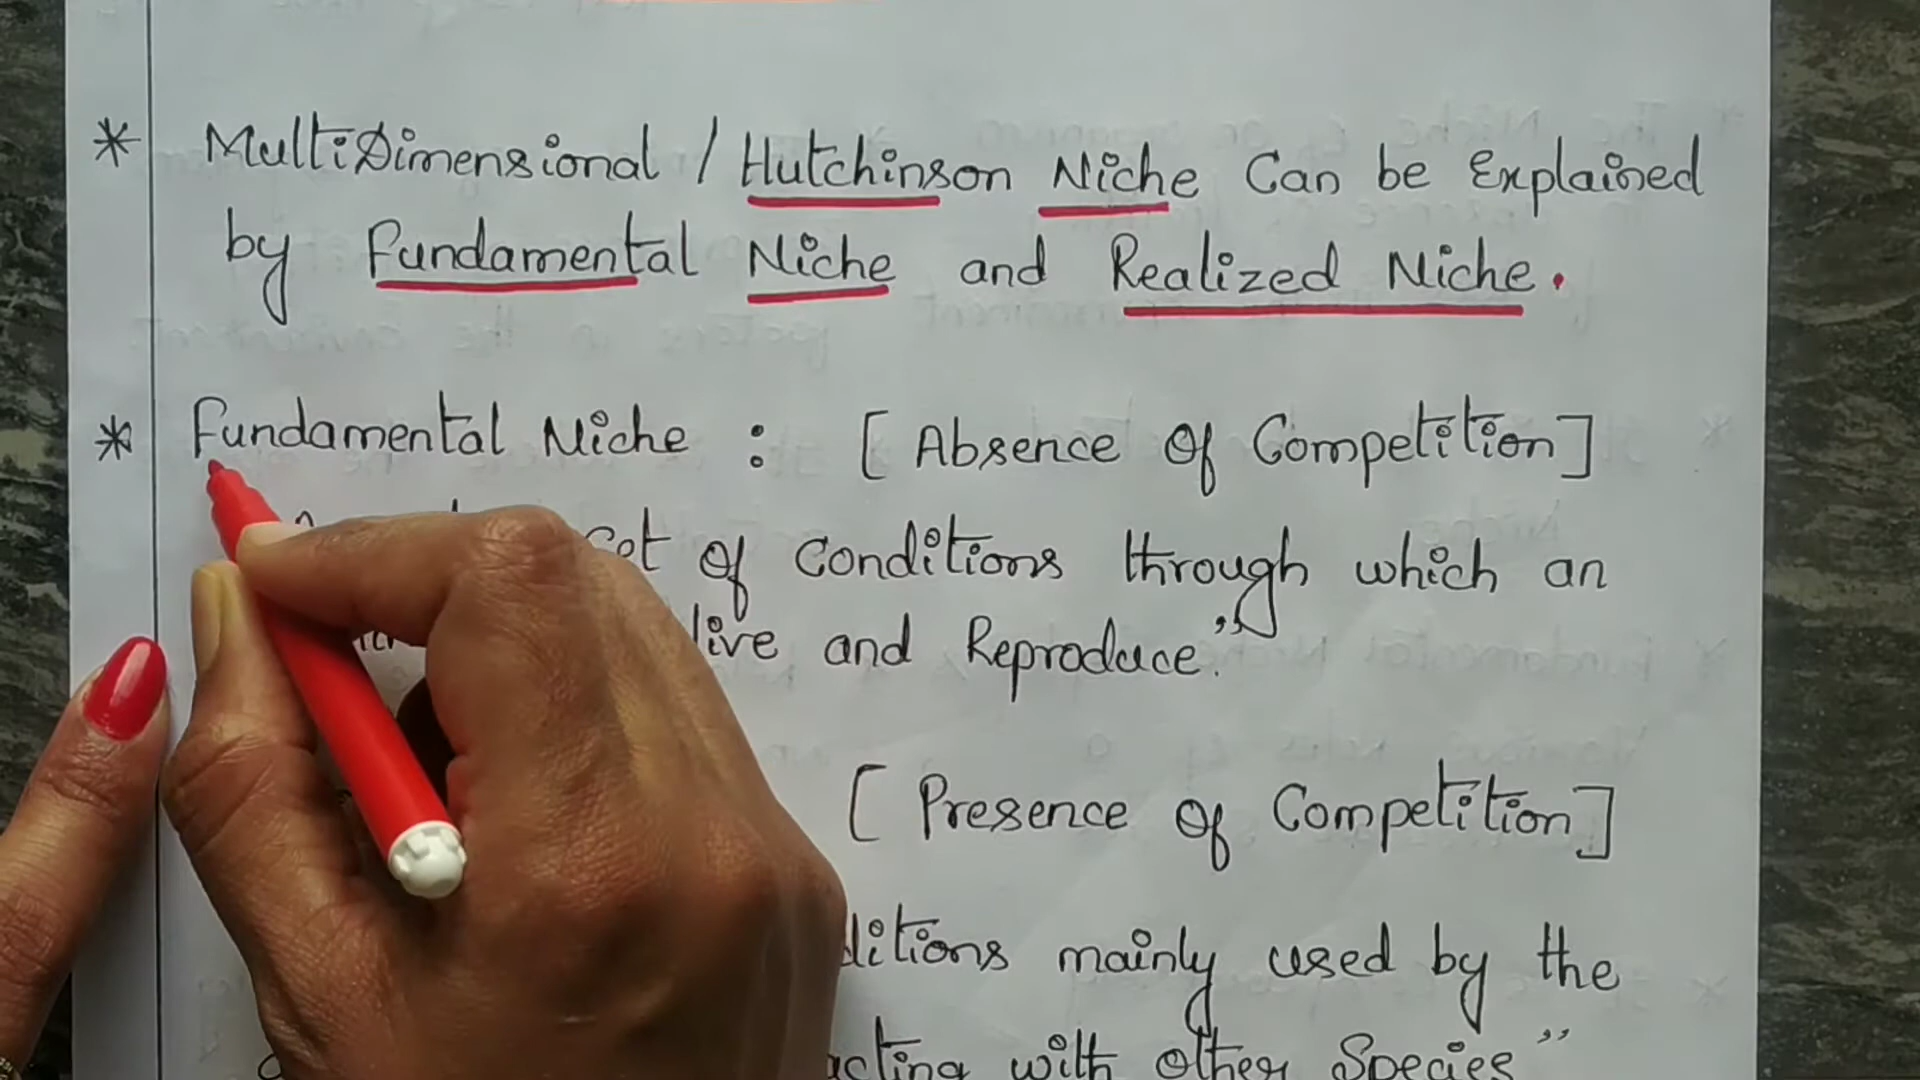 * MultiDimensional / Hutchinson Niche Can be Explained
by Fundamental Niche and Realized Niche.
* Fundamental Niche : [ Absence Of Competition ]
set of Conditions through which an
live and Reproduce."
[ Presence of Competition ]
mainly used by the
with other Species"